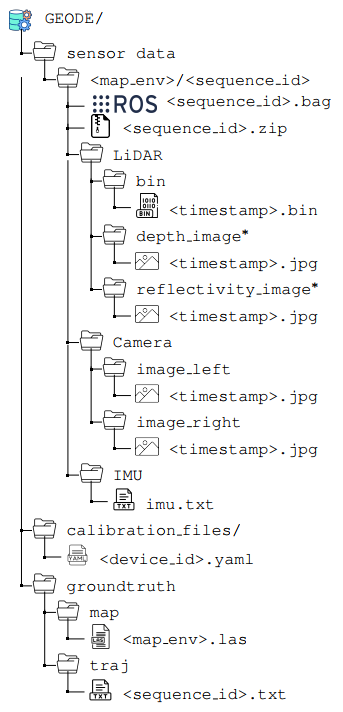 GEODE/
sensor data
<map_env>/<sequence_id>
ROS <sequence_id>.bag
<sequence_id>.zip
LiDAR
bin
1010 0110 BIN <timestamp>.bin
depth_image*
<timestamp>.jpg
reflectivity_image*
<timestamp>.jpg
Camera
image_left
<timestamp>.jpg
image_right
<timestamp>.jpg
IMU
TXT imu.txt
calibration_files/
YAML <device_id>.yaml
groundtruth
map
LAS <map_env>.las
traj
TXT <sequence_id>.txt